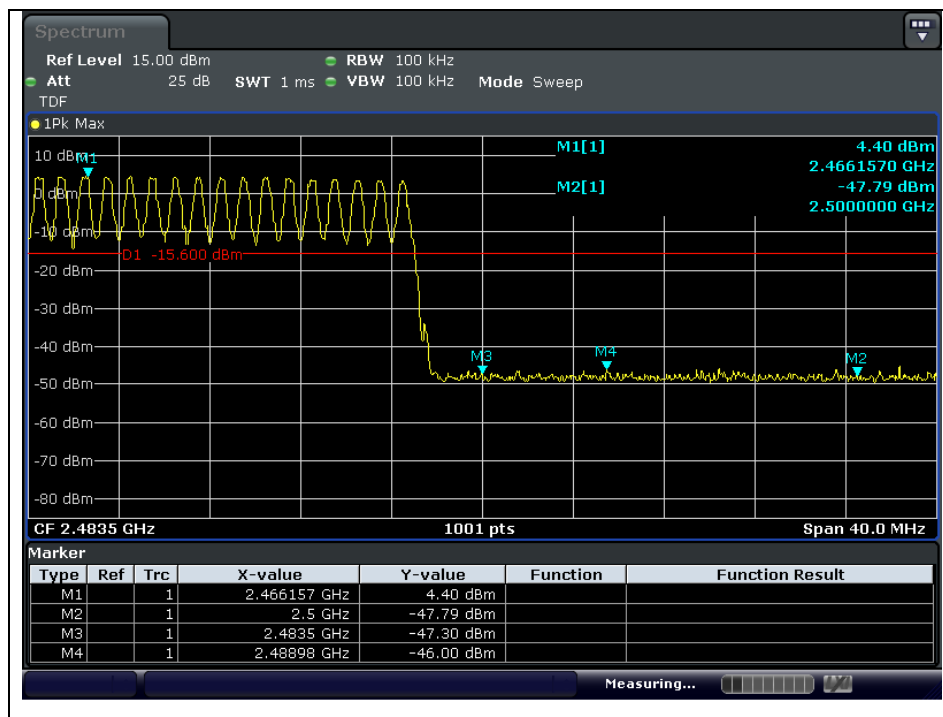 Spectrum
Ref Level 15.00 dBm RBW 100 kHz
Att 25 dB SWT 1 ms VBW 100 kHz Mode Sweep
TDF
1Pk Max
M1[1] 4.40 dBm
2.4661570 GHz
M2[1] -47.79 dBm
2.5000000 GHz
10 dBm
M1
0 dBm
-10 dBm
D1 -15.600 dBm
-20 dBm
-30 dBm
-40 dBm
M3 M4 M2
-50 dBm
-60 dBm
-70 dBm
-80 dBm
CF 2.4835 GHz 1001 pts Span 40.0 MHz
Marker
Type Ref Trc X-value Y-value Function Function Result
M1 1 2.466157 GHz 4.40 dBm
M2 1 2.5 GHz -47.79 dBm
M3 1 2.4835 GHz -47.30 dBm
M4 1 2.48898 GHz -46.00 dBm
Measuring...